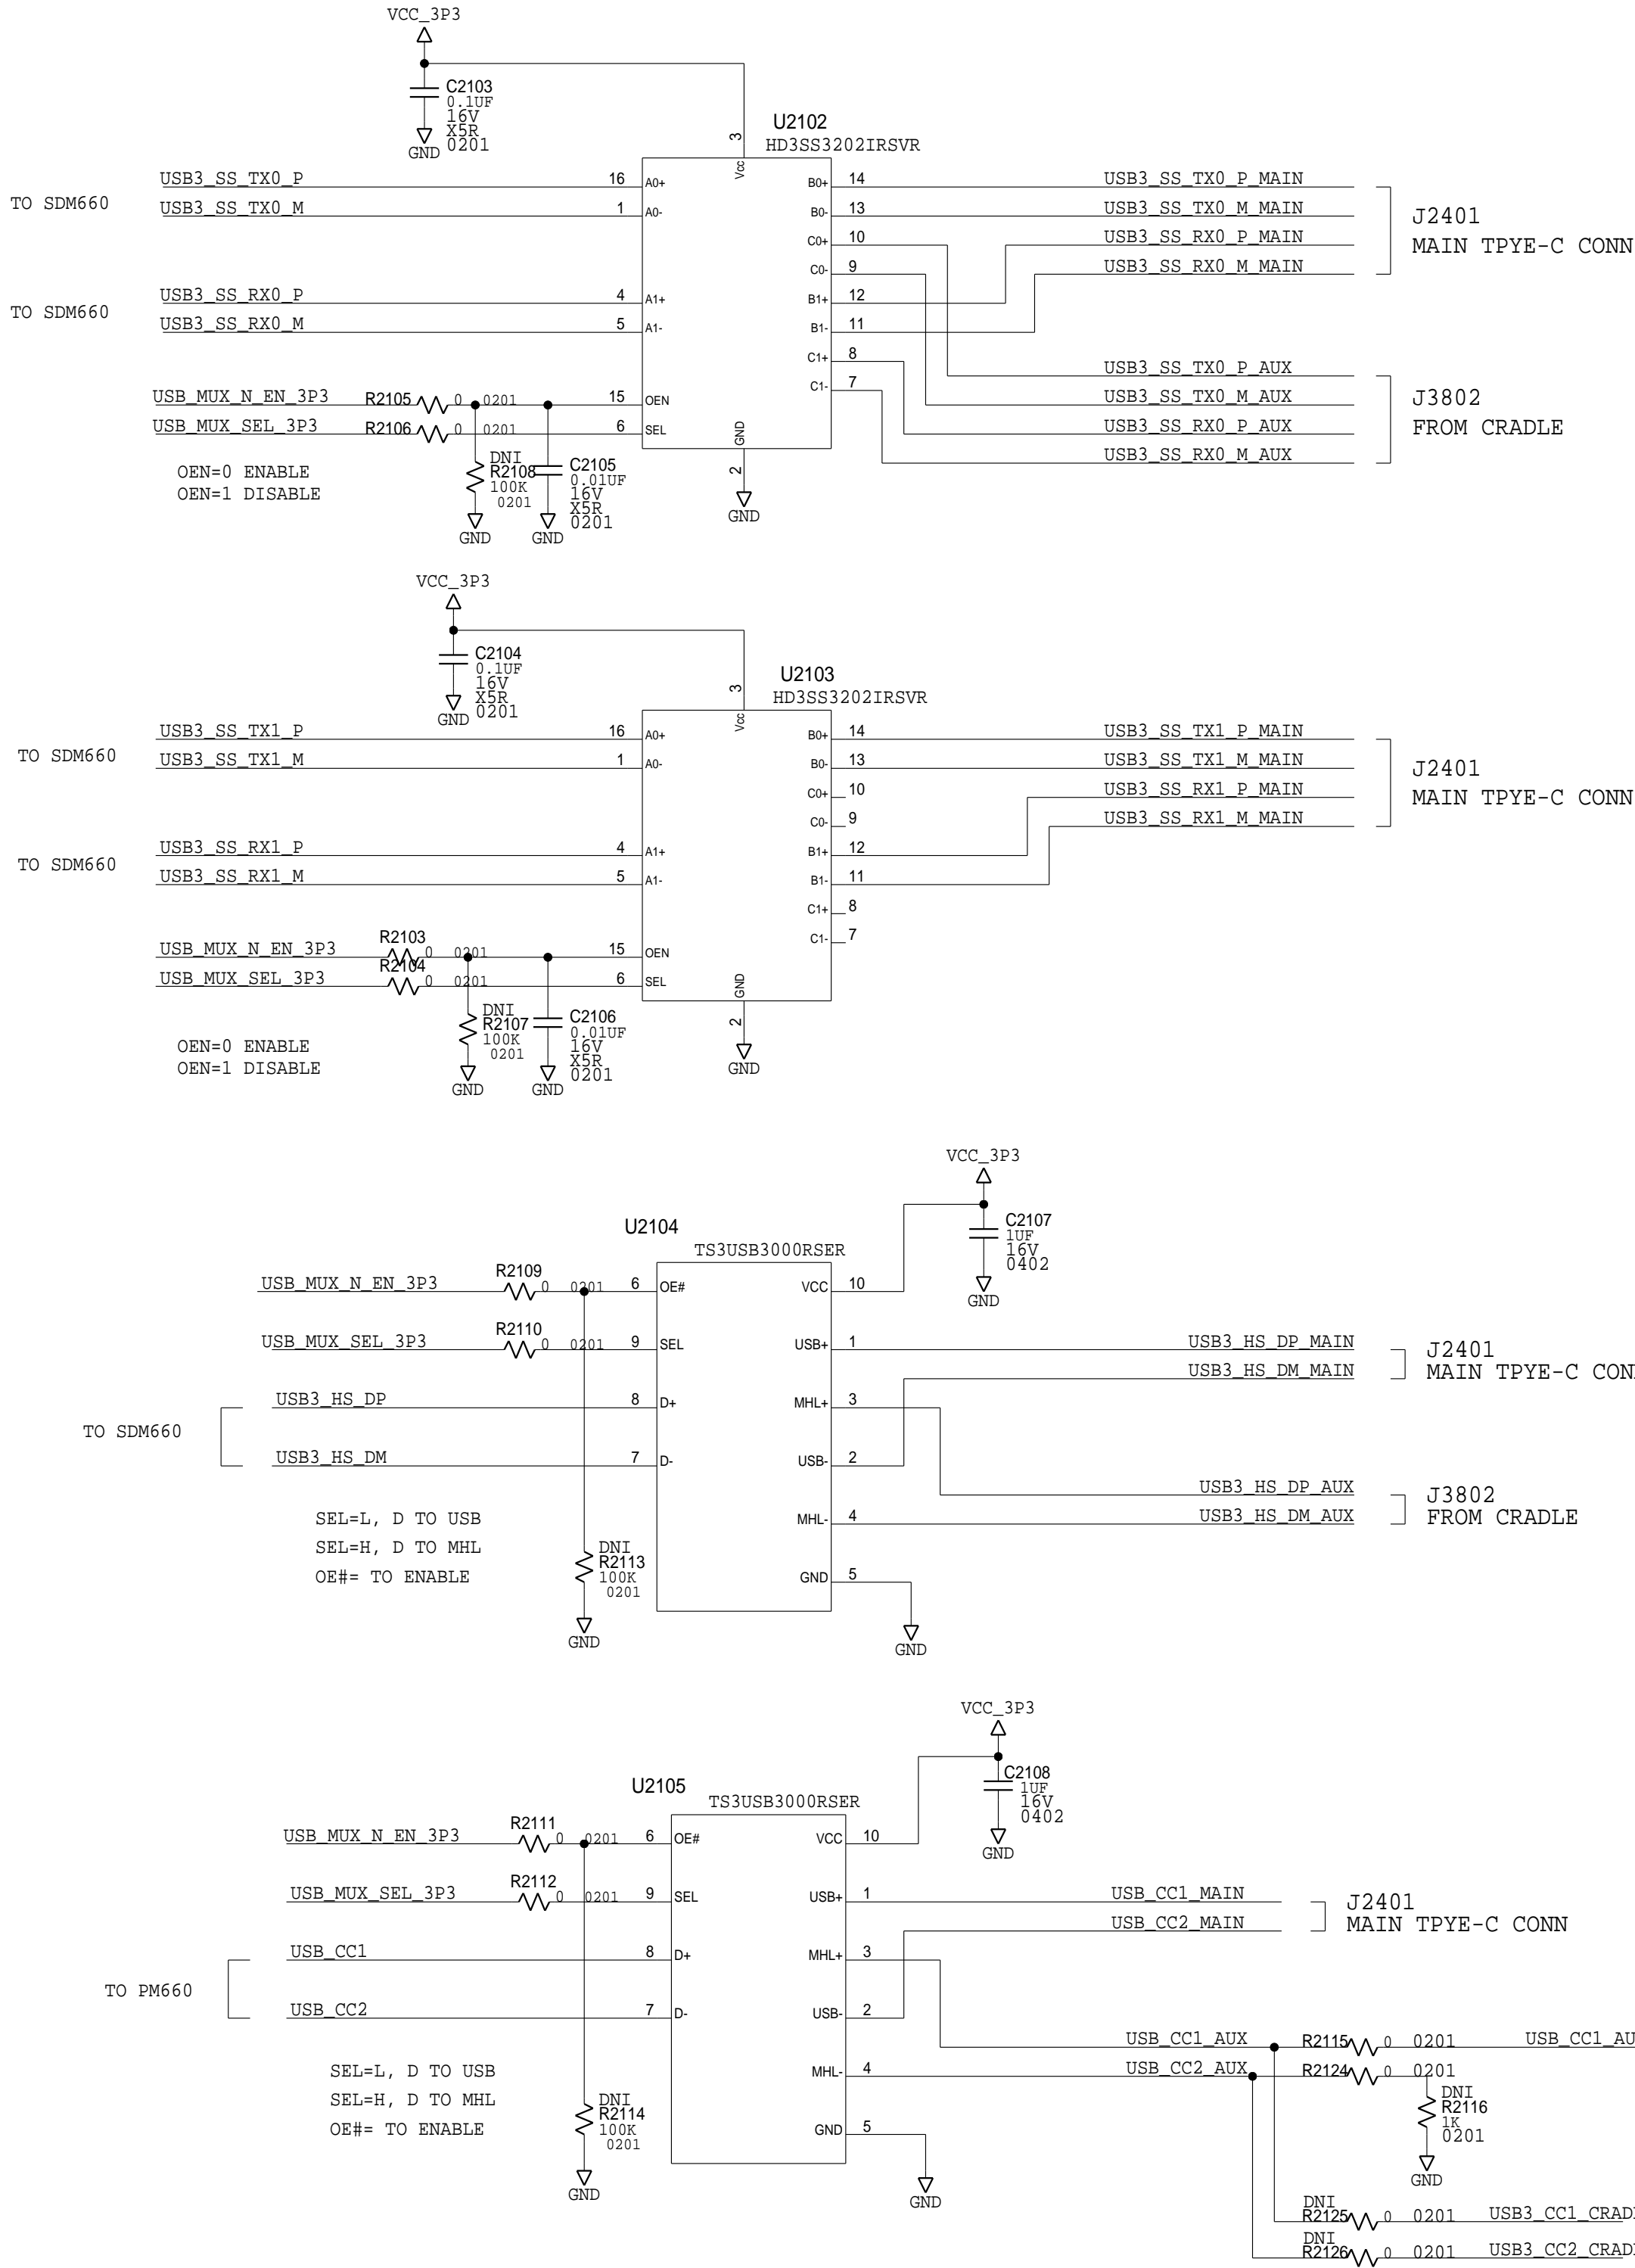 VCC_3P3
C2103
0.1UF
16V
X5R
0201
GND
U2102
HD3SS3202IRSVR
3
Vcc
TO SDM660
USB3_SS_TX0_P
16
A0+
USB3_SS_TX0_M
1
A0-
TO SDM660
USB3_SS_RX0_P
4
A1+
USB3_SS_RX0_M
5
A1-
USB_MUX_N_EN_3P3
R2105
0
0201
15
OEN
USB_MUX_SEL_3P3
R2106
0
0201
6
SEL
OEN=0 ENABLE
OEN=1 DISABLE
DNI
R2108
100K
0201
GND
C2105
0.01UF
16V
X5R
0201
GND
GND
2
GND
B0+
14
USB3_SS_TX0_P_MAIN
B0-
13
USB3_SS_TX0_M_MAIN
C0+
10
USB3_SS_RX0_P_MAIN
C0-
9
USB3_SS_RX0_M_MAIN
B1+
12
B1-
11
C1+
8
USB3_SS_TX0_P_AUX
C1-
7
USB3_SS_TX0_M_AUX
USB3_SS_RX0_P_AUX
USB3_SS_RX0_M_AUX
J2401
MAIN TPYE-C CONN
J3802
FROM CRADLE
VCC_3P3
C2104
0.1UF
16V
X5R
0201
GND
U2103
HD3SS3202IRSVR
3
Vcc
TO SDM660
USB3_SS_TX1_P
16
A0+
USB3_SS_TX1_M
1
A0-
TO SDM660
USB3_SS_RX1_P
4
A1+
USB3_SS_RX1_M
5
A1-
USB_MUX_N_EN_3P3
R2103
0
0201
15
OEN
USB_MUX_SEL_3P3
R2104
0
0201
6
SEL
OEN=0 ENABLE
OEN=1 DISABLE
DNI
R2107
100K
0201
GND
C2106
0.01UF
16V
X5R
0201
GND
GND
2
GND
B0+
14
USB3_SS_TX1_P_MAIN
B0-
13
USB3_SS_TX1_M_MAIN
C0+
10
USB3_SS_RX1_P_MAIN
C0-
9
USB3_SS_RX1_M_MAIN
B1+
12
B1-
11
C1+
8
C1-
7
J2401
MAIN TPYE-C CONN
VCC_3P3
C2107
1UF
16V
0402
GND
U2104
TS3USB3000RSER
USB_MUX_N_EN_3P3
R2109
0
0201
6
OE#
USB_MUX_SEL_3P3
R2110
0
0201
9
SEL
TO SDM660
USB3_HS_DP
8
D+
USB3_HS_DM
7
D-
SEL=L, D TO USB
SEL=H, D TO MHL
OE#= TO ENABLE
DNI
R2113
100K
0201
GND
VCC
10
USB+
1
USB3_HS_DP_MAIN
USB3_HS_DM_MAIN
MHL+
3
USB-
2
USB3_HS_DP_AUX
MHL-
4
USB3_HS_DM_AUX
GND
5
GND
J2401
MAIN TPYE-C CON
J3802
FROM CRADLE
VCC_3P3
C2108
1UF
16V
0402
GND
U2105
TS3USB3000RSER
USB_MUX_N_EN_3P3
R2111
0
0201
6
OE#
USB_MUX_SEL_3P3
R2112
0
0201
9
SEL
TO PM660
USB_CC1
8
D+
USB_CC2
7
D-
SEL=L, D TO USB
SEL=H, D TO MHL
OE#= TO ENABLE
DNI
R2114
100K
0201
GND
VCC
10
USB+
1
USB_CC1_MAIN
USB_CC2_MAIN
MHL+
3
USB-
2
MHL-
4
GND
5
GND
J2401
MAIN TPYE-C CONN
USB_CC1_AUX
R2115
0
0201
USB_CC1_AU
USB_CC2_AUX
R2124
0
0201
DNI
R2116
1K
0201
GND
DNI
R2125
0
0201
USB3_CC1_CRAD
DNI
R2126
0
0201
USB3_CC2_CRAD